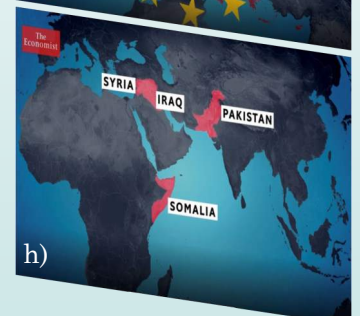 The
Economist
SYRIA
IRAQ
PAKISTAN
SOMALIA
h)